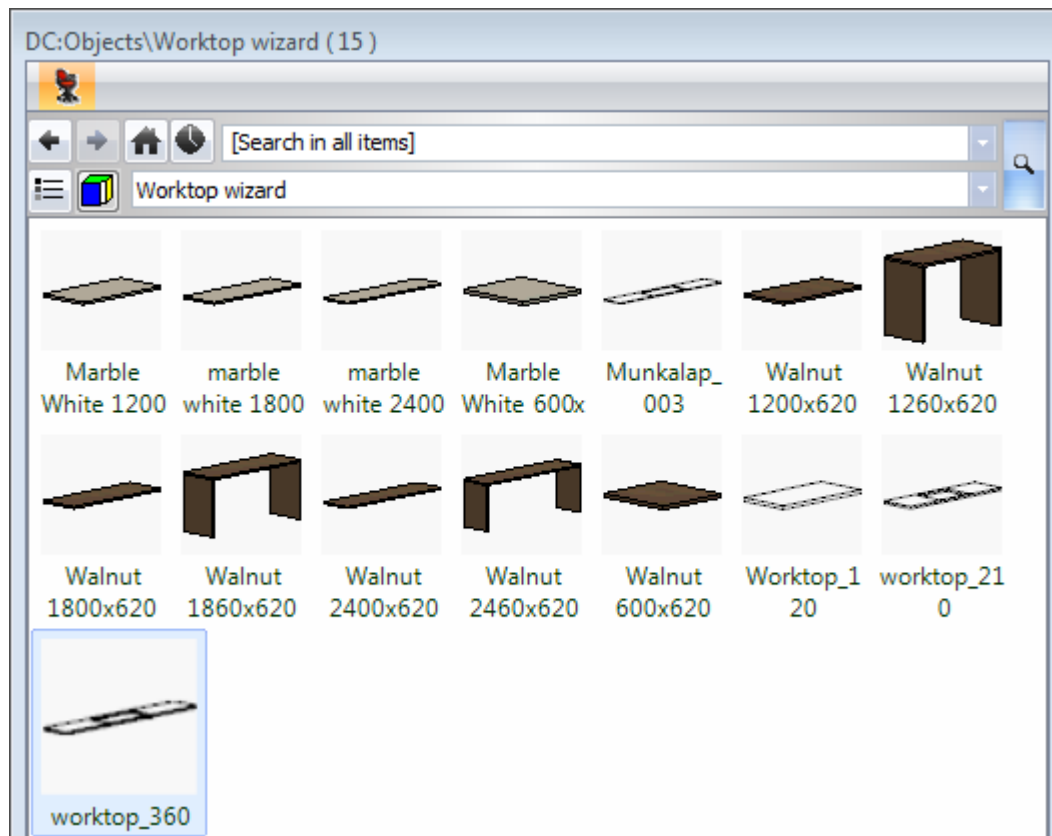 DC:Objects\Worktop wizard ( 15 )
[Search in all items]
Worktop wizard
Marble marble marble Marble Munkalap_ Walnut Walnut
White 1200 white 1800 white 2400 White 600x 003 1200x620 1260x620
Walnut Walnut Walnut Walnut Walnut Worktop_1 worktop_21
1800x620 1860x620 2400x620 2460x620 600x620 20 0
worktop_360